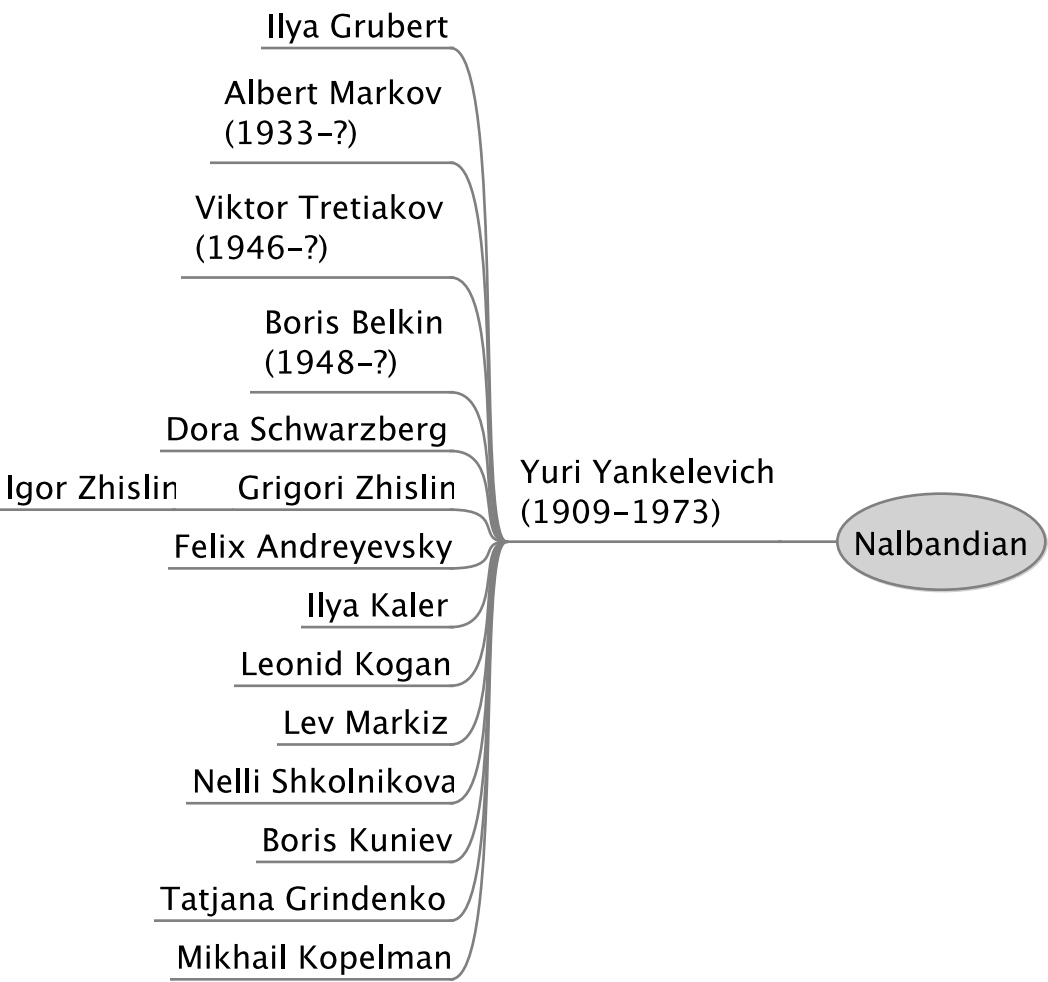 Ilya Grubert
Albert Markov
(1933–?)
Viktor Tretiakov
(1946–?)
Boris Belkin
(1948–?)
Dora Schwarzberg
Igor Zhislin
Grigori Zhislin
Felix Andreyevsky
Ilya Kaler
Leonid Kogan
Lev Markiz
Nelli Shkolnikova
Boris Kuniev
Tatjana Grindenko
Mikhail Kopelman
Yuri Yankelevich
(1909–1973)
Nalbandian